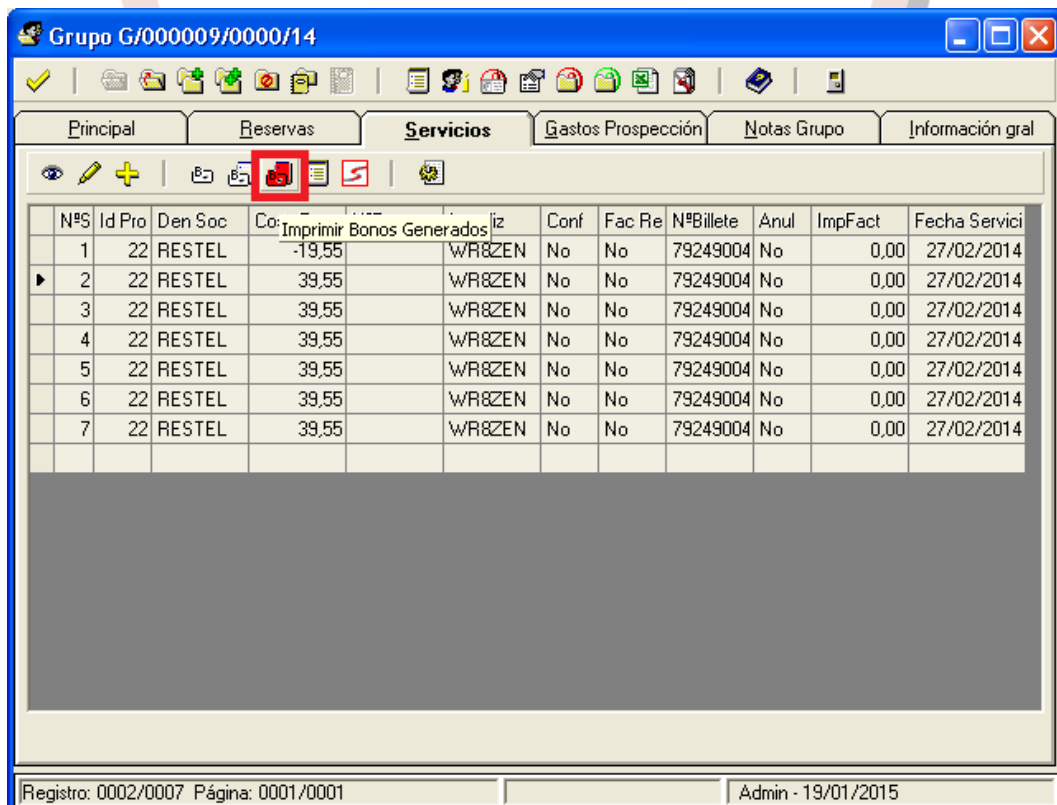 Grupo G/000009/0000/14
Principal Reservas Servicios Gastos Prospección Notas Grupo Información gral
NºS Id Pro Den Soc Imprimir Bonos Generados Conf Fac Re NºBillete Anul ImpFact Fecha Servici
1 22 RESTEL -19,55 WR8ZEN No No 79249004 No 0,00 27/02/2014
2 22 RESTEL 39,55 WR8ZEN No No 79249004 No 0,00 27/02/2014
3 22 RESTEL 39,55 WR8ZEN No No 79249004 No 0,00 27/02/2014
4 22 RESTEL 39,55 WR8ZEN No No 79249004 No 0,00 27/02/2014
5 22 RESTEL 39,55 WR8ZEN No No 79249004 No 0,00 27/02/2014
6 22 RESTEL 39,55 WR8ZEN No No 79249004 No 0,00 27/02/2014
7 22 RESTEL 39,55 WR8ZEN No No 79249004 No 0,00 27/02/2014
Registro: 0002/0007 Página: 0001/0001 Admin - 19/01/2015